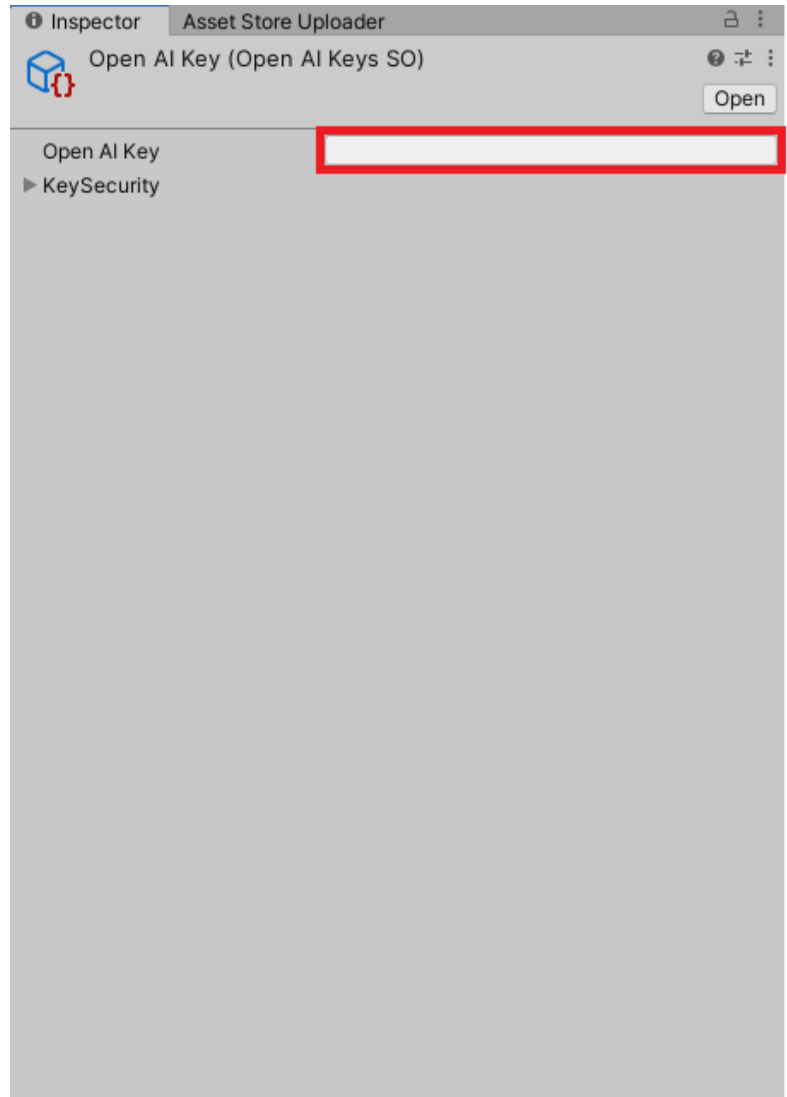 Inspector Asset Store Uploader
Open AI Key (Open AI Keys SO)
Open
Open AI Key
KeySecurity